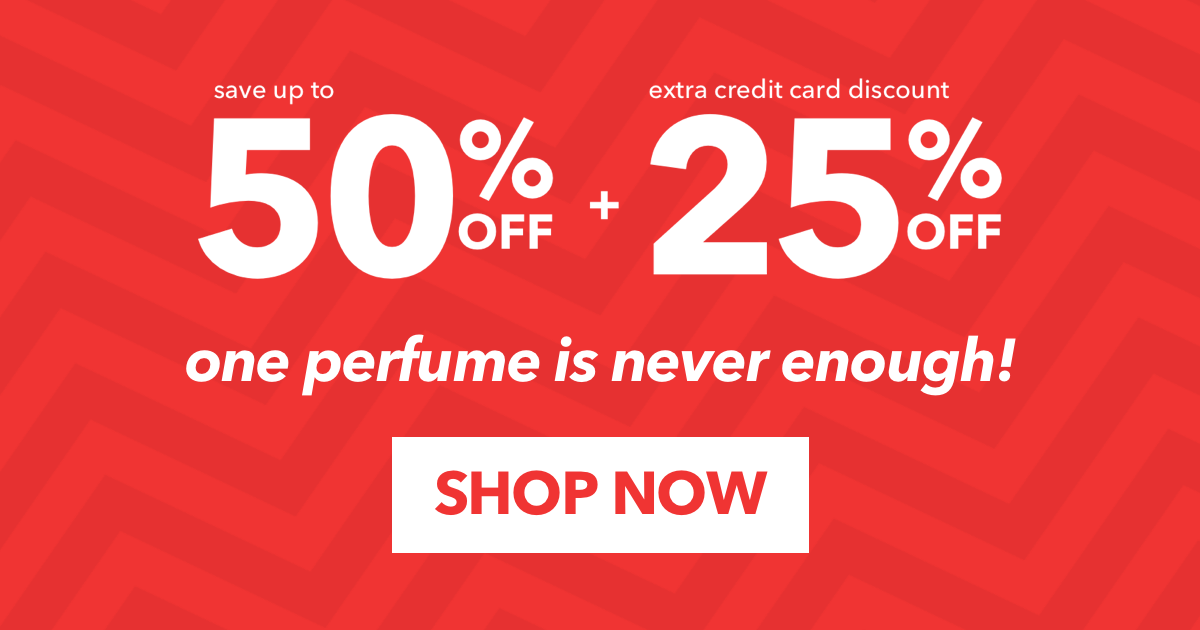 save up to
50% OFF
+
extra credit card discount
25% OFF
one perfume is never enough!
SHOP NOW